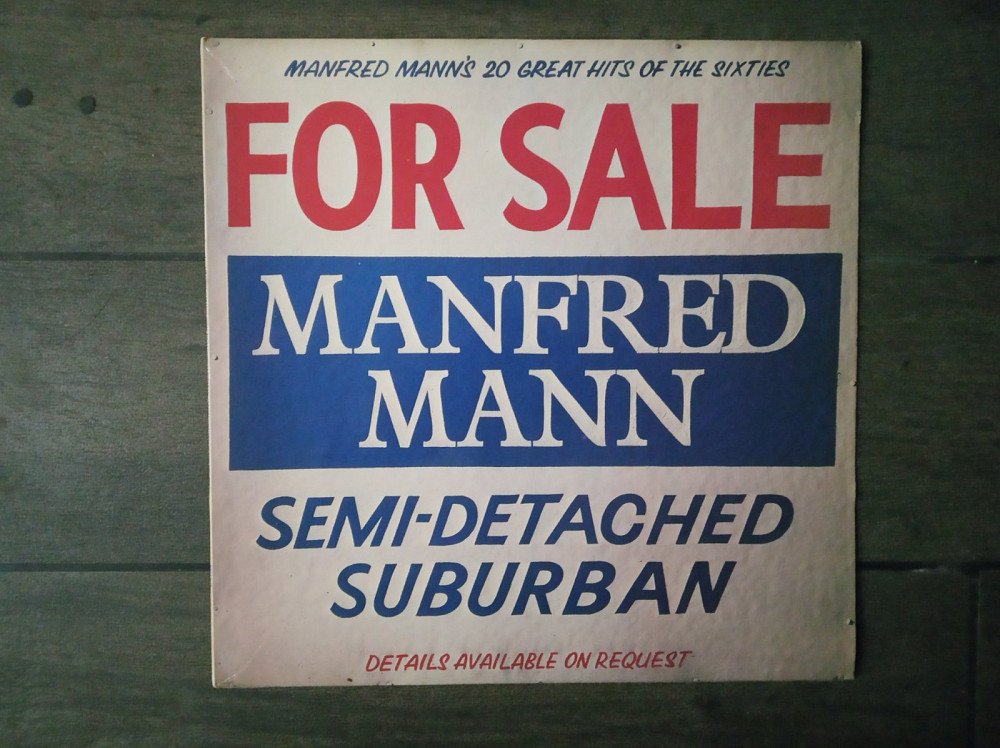 MANFRED MANN'S 20 GREAT HITS OF THE SIXTIES
FOR SALE
MANFRED
MANN
SEMI-DETACHED
SUBURBAN
DETAILS AVAILABLE ON REQUEST